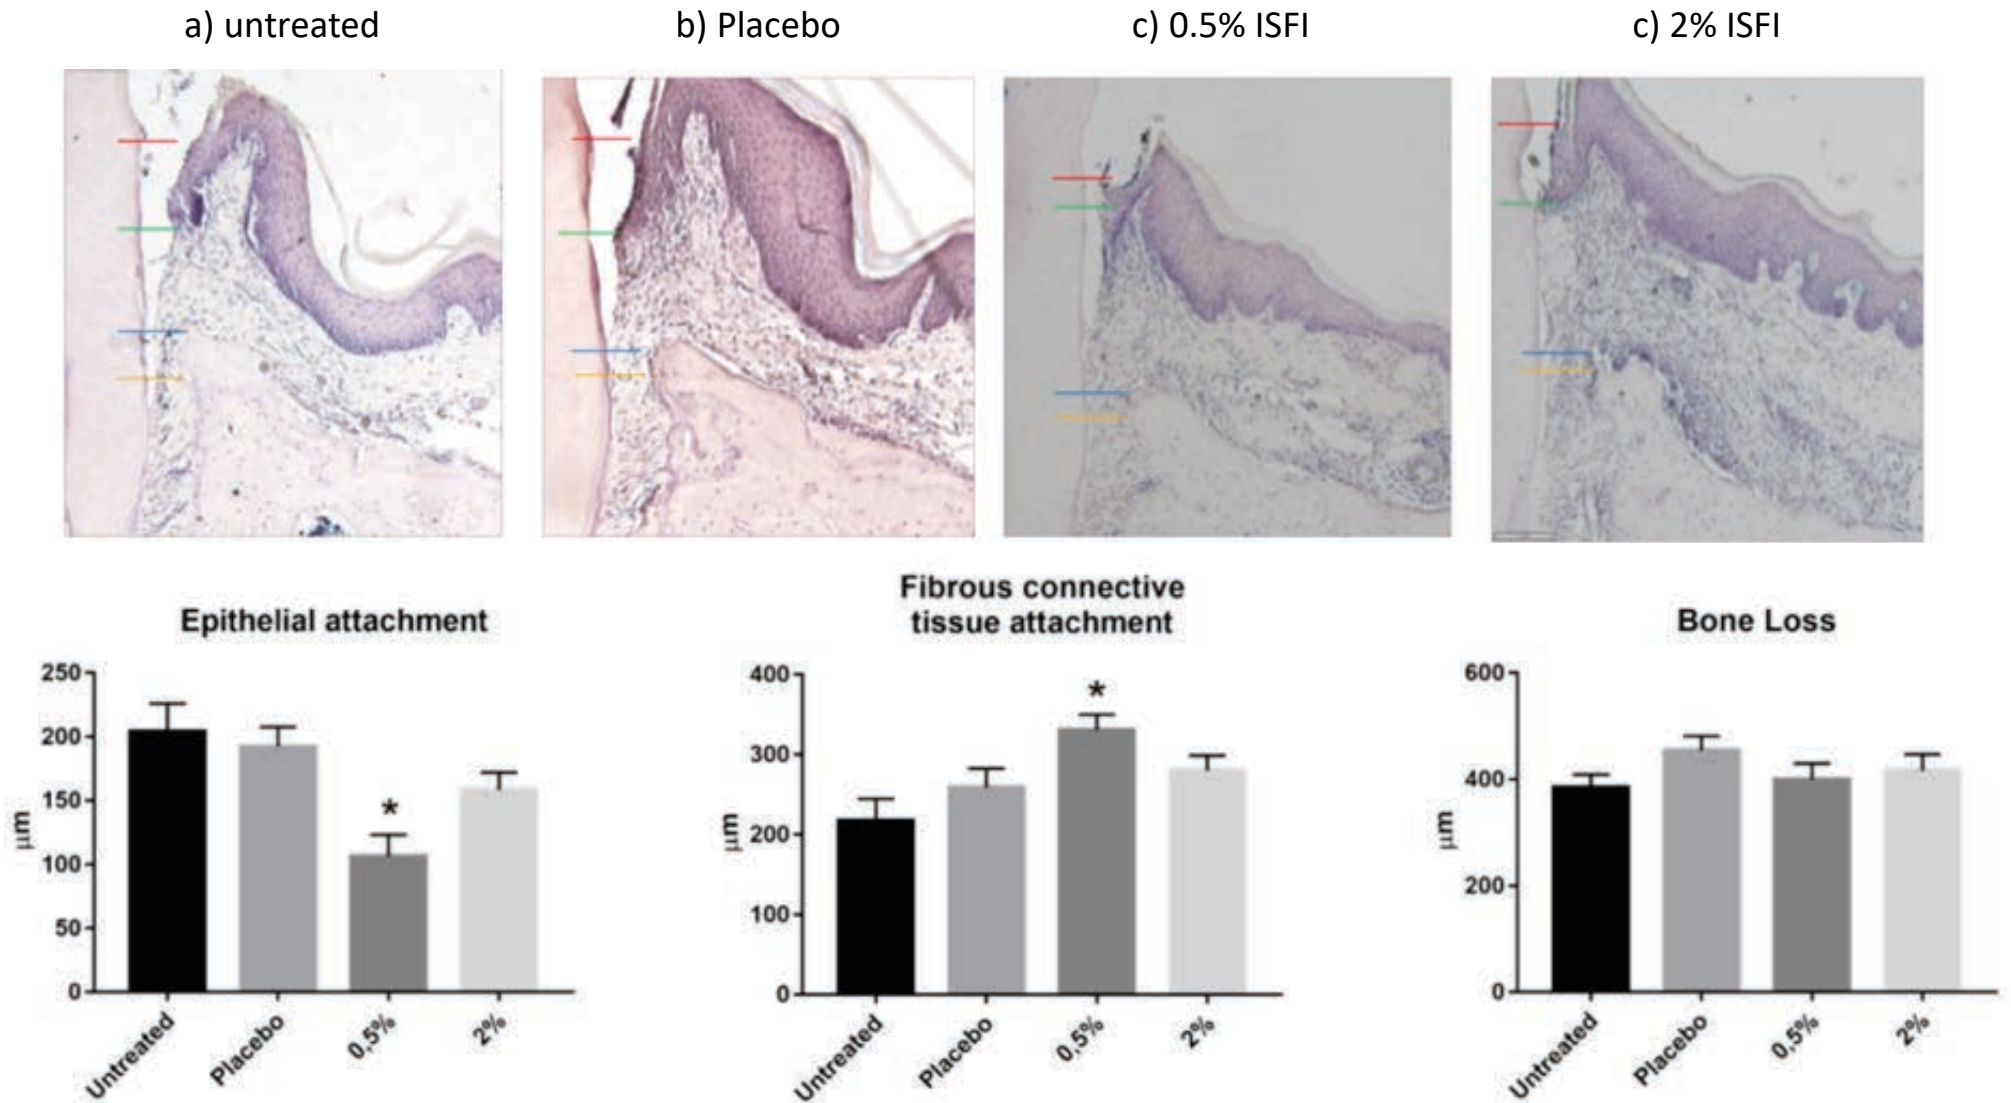 a) untreated
b) Placebo
c) 0.5% ISFI
c) 2% ISFI
Epithelial attachment
250
200
150
100
50
0
µm
Untreated
Placebo
0,5%
2%
*
Fibrous connective
tissue attachment
400
300
200
100
0
µm
Untreated
Placebo
0,5%
2%
*
Bone Loss
600
400
200
0
µm
Untreated
Placebo
0,5%
2%